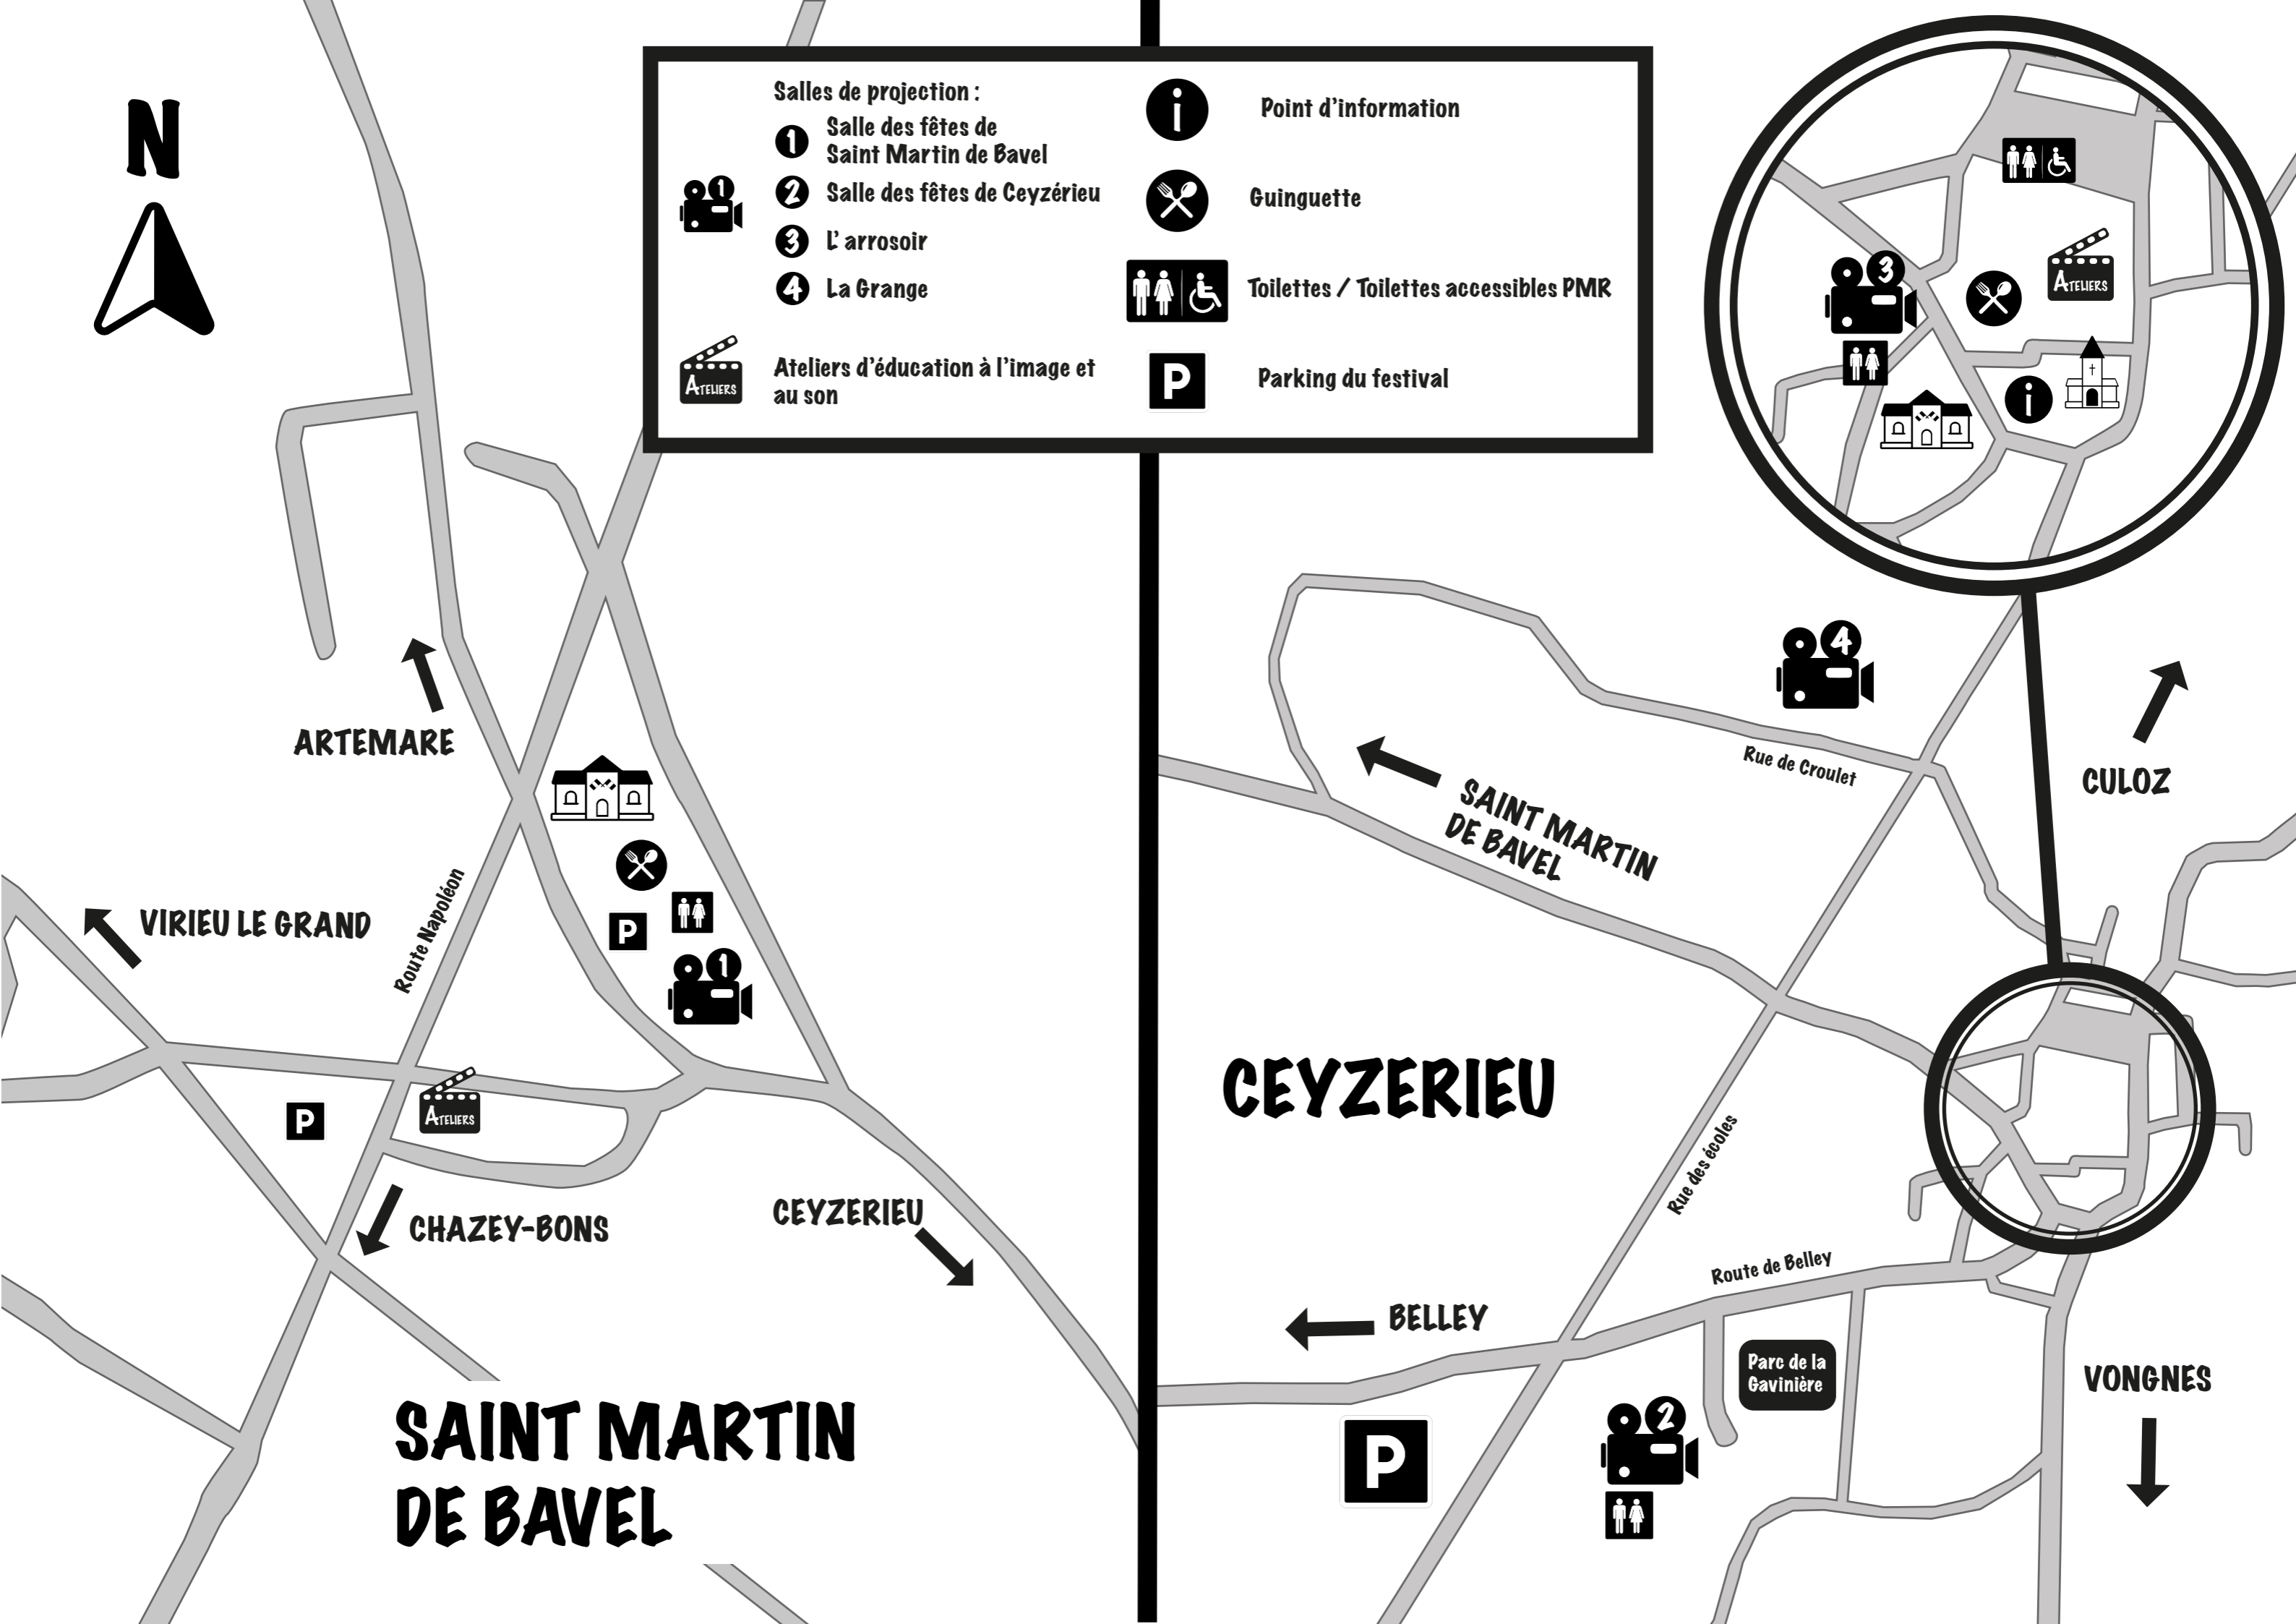 N
Salles de projection :
1
Salle des fêtes de
Saint Martin de Bavel
2
Salle des fêtes de Ceyzérieu
3
L' arrosoir
4
La Grange
1
ATELIERS
Ateliers d'éducation à l'image et
au son
i
Point d'information
Guinguette
Toilettes / Toilettes accessibles PMR
P
Parking du festival
ARTEMARE
VIRIEU LE GRAND
Route Napoléon
P
1
P
ATELIERS
CHAZEY-BONS
CEYZERIEU
SAINT MARTIN
DE BAVEL
3
ATELIERS
i
4
Rue de Croulet
CULOZ
SAINT MARTIN
DE BAVEL
CEYZERIEU
Rue des écoles
Route de Belley
BELLEY
Parc de la
Gavinière
VONGNES
P
2